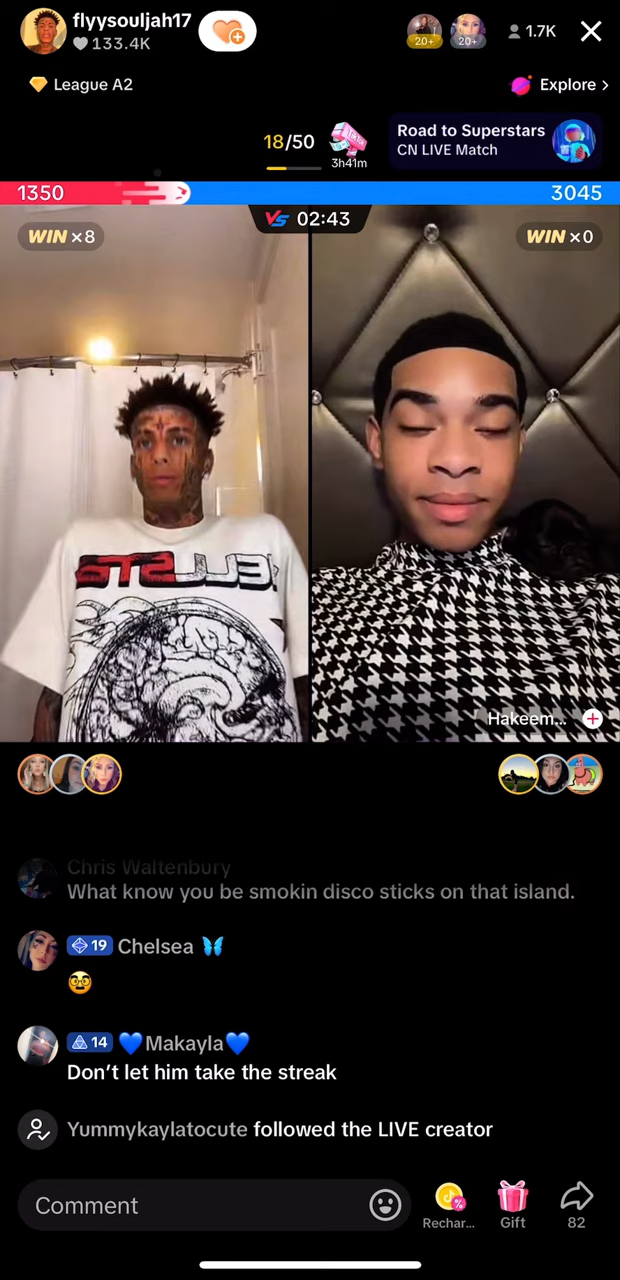 flyysouljah17
133.4K
20+
20+
1.7K
League A2
Explore >
18/50
3h41m
Road to Superstars
CN LIVE Match
1350
3045
VS 02:43
WIN ×8
WIN ×0
Hakeem...
Chris Waltenbury
What know you be smokin disco sticks on that island.
19 Chelsea
14 Makayla
Don't let him take the streak
Yummykaylatocute followed the LIVE creator
Comment
Rechar...
Gift
82